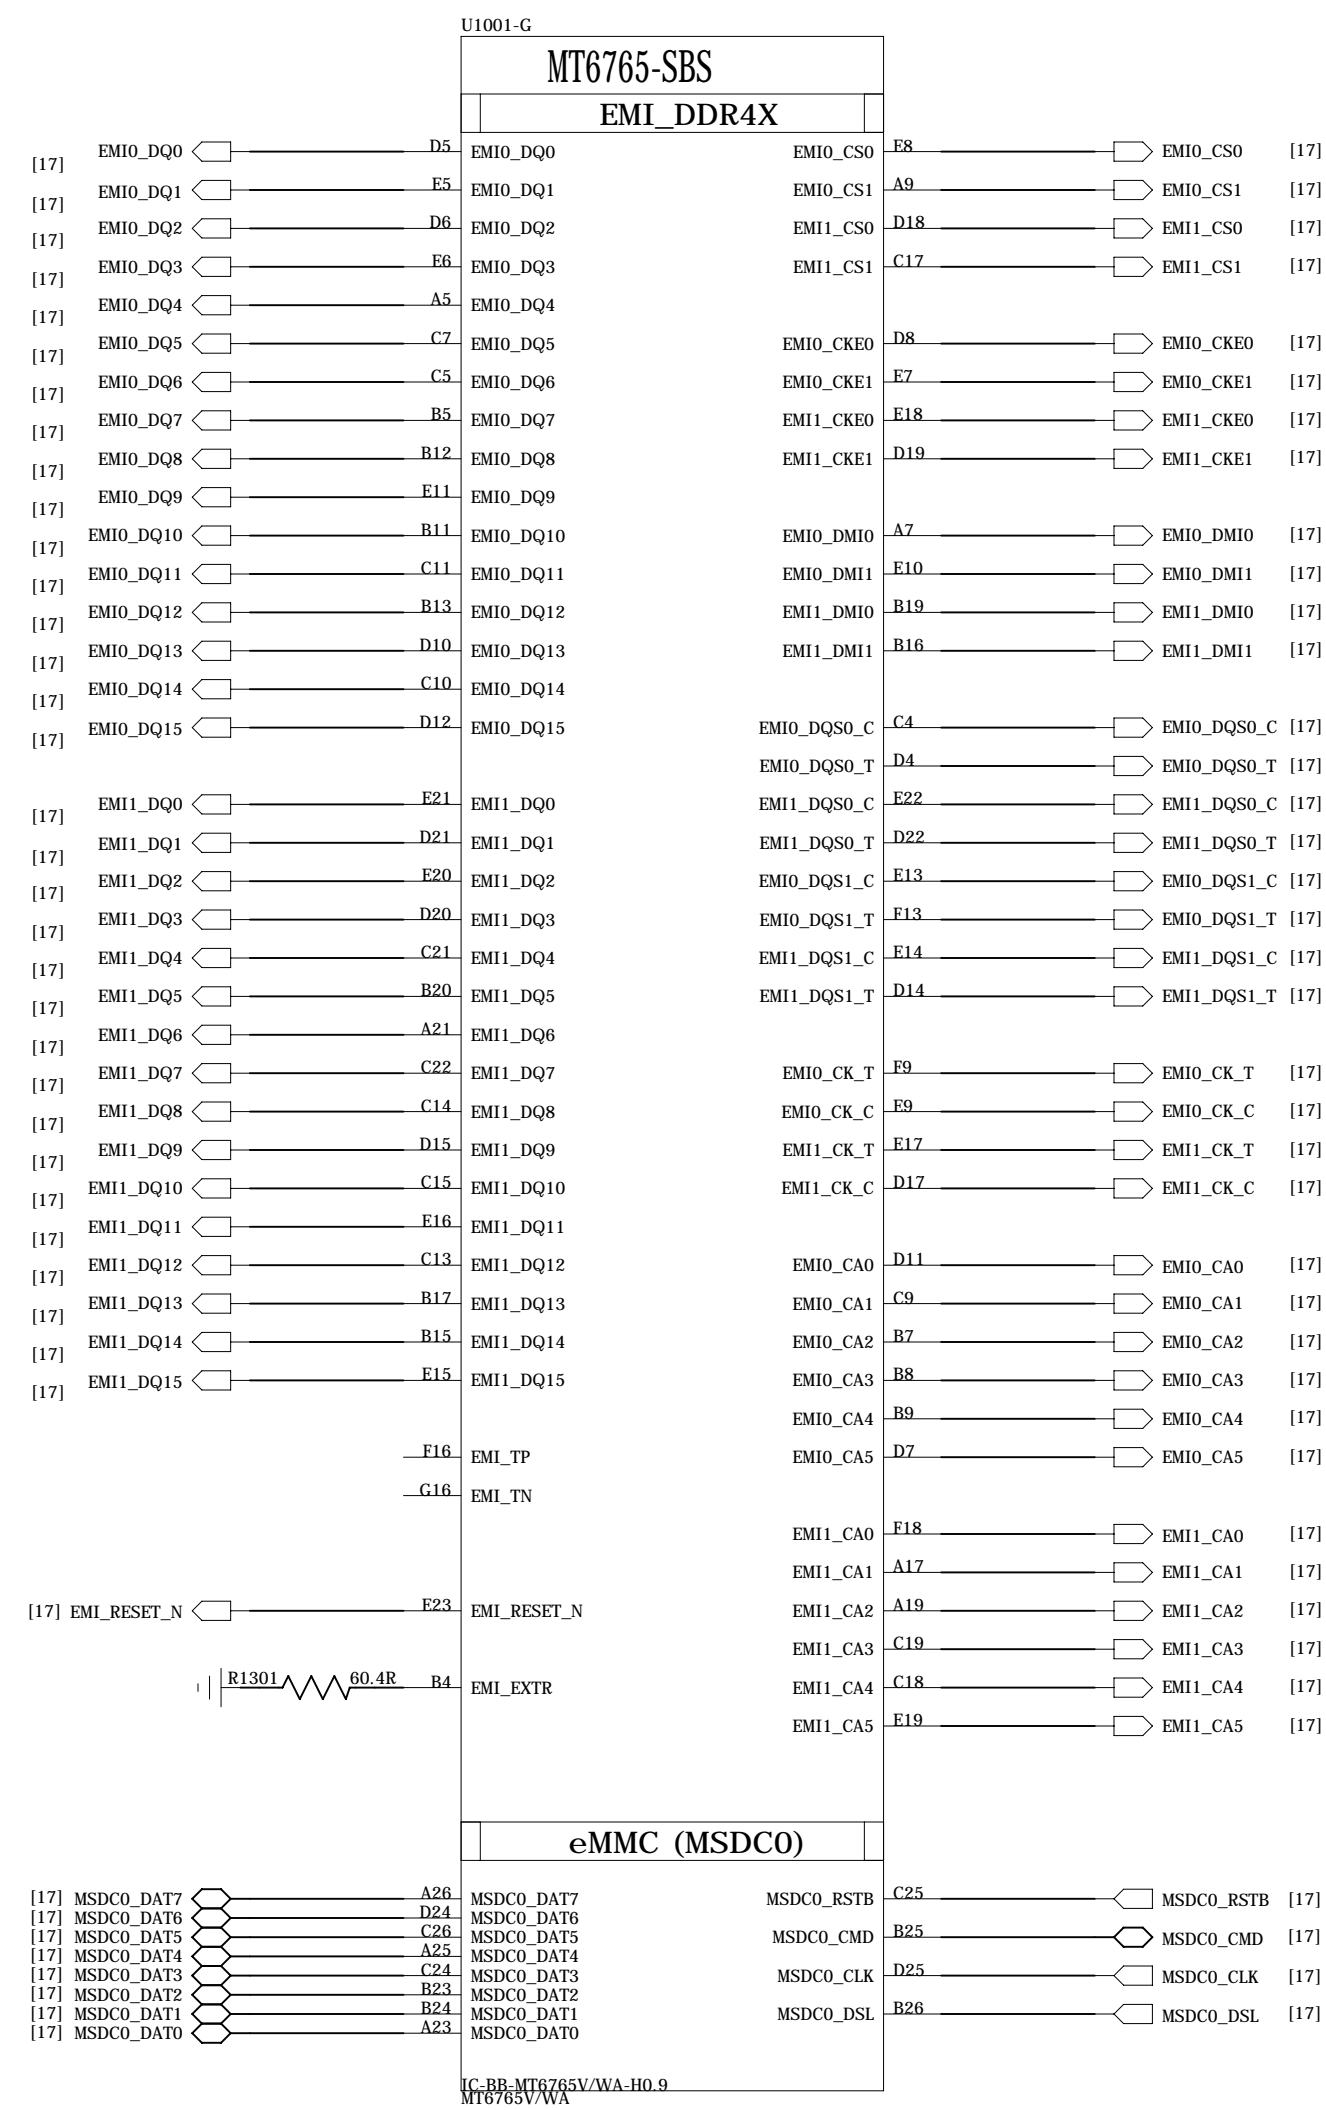 U1001-G
MT6765-SBS
EMI_DDR4X
[17] EMI0_DQ0 D5 EMI0_DQ0 EMI0_CS0 E8 EMI0_CS0 [17]
[17] EMI0_DQ1 E5 EMI0_DQ1 EMI0_CS1 A9 EMI0_CS1 [17]
[17] EMI0_DQ2 D6 EMI0_DQ2 EMI1_CS0 D18 EMI1_CS0 [17]
[17] EMI0_DQ3 E6 EMI0_DQ3 EMI1_CS1 C17 EMI1_CS1 [17]
[17] EMI0_DQ4 A5 EMI0_DQ4
[17] EMI0_DQ5 C7 EMI0_DQ5 EMI0_CKE0 D8 EMI0_CKE0 [17]
[17] EMI0_DQ6 C5 EMI0_DQ6 EMI0_CKE1 E7 EMI0_CKE1 [17]
[17] EMI0_DQ7 B5 EMI0_DQ7 EMI1_CKE0 E18 EMI1_CKE0 [17]
[17] EMI0_DQ8 B12 EMI0_DQ8 EMI1_CKE1 D19 EMI1_CKE1 [17]
[17] EMI0_DQ9 E11 EMI0_DQ9
[17] EMI0_DQ10 B11 EMI0_DQ10 EMI0_DMI0 A7 EMI0_DMI0 [17]
[17] EMI0_DQ11 C11 EMI0_DQ11 EMI0_DMI1 E10 EMI0_DMI1 [17]
[17] EMI0_DQ12 B13 EMI0_DQ12 EMI1_DMI0 B19 EMI1_DMI0 [17]
[17] EMI0_DQ13 D10 EMI0_DQ13 EMI1_DMI1 B16 EMI1_DMI1 [17]
[17] EMI0_DQ14 C10 EMI0_DQ14
[17] EMI0_DQ15 D12 EMI0_DQ15 EMI0_DQS0_C C4 EMI0_DQS0_C [17]
EMI0_DQS0_T D4 EMI0_DQS0_T [17]
[17] EMI1_DQ0 E21 EMI1_DQ0 EMI1_DQS0_C E22 EMI1_DQS0_C [17]
[17] EMI1_DQ1 D21 EMI1_DQ1 EMI1_DQS0_T D22 EMI1_DQS0_T [17]
[17] EMI1_DQ2 E20 EMI1_DQ2 EMI0_DQS1_C E13 EMI0_DQS1_C [17]
[17] EMI1_DQ3 D20 EMI1_DQ3 EMI0_DQS1_T F13 EMI0_DQS1_T [17]
[17] EMI1_DQ4 C21 EMI1_DQ4 EMI1_DQS1_C E14 EMI1_DQS1_C [17]
[17] EMI1_DQ5 B20 EMI1_DQ5 EMI1_DQS1_T D14 EMI1_DQS1_T [17]
[17] EMI1_DQ6 A21 EMI1_DQ6
[17] EMI1_DQ7 C22 EMI1_DQ7 EMI0_CK_T F9 EMI0_CK_T [17]
[17] EMI1_DQ8 C14 EMI1_DQ8 EMI0_CK_C E9 EMI0_CK_C [17]
[17] EMI1_DQ9 D15 EMI1_DQ9 EMI1_CK_T E17 EMI1_CK_T [17]
[17] EMI1_DQ10 C15 EMI1_DQ10 EMI1_CK_C D17 EMI1_CK_C [17]
[17] EMI1_DQ11 E16 EMI1_DQ11
[17] EMI1_DQ12 C13 EMI1_DQ12 EMI0_CA0 D11 EMI0_CA0 [17]
[17] EMI1_DQ13 B17 EMI1_DQ13 EMI0_CA1 C9 EMI0_CA1 [17]
[17] EMI1_DQ14 B15 EMI1_DQ14 EMI0_CA2 B7 EMI0_CA2 [17]
[17] EMI1_DQ15 E15 EMI1_DQ15 EMI0_CA3 B8 EMI0_CA3 [17]
EMI0_CA4 B9 EMI0_CA4 [17]
F16 EMI_TP EMI0_CA5 D7 EMI0_CA5 [17]
G16 EMI_TN
EMI1_CA0 F18 EMI1_CA0 [17]
EMI1_CA1 A17 EMI1_CA1 [17]
[17] EMI_RESET_N E23 EMI_RESET_N EMI1_CA2 A19 EMI1_CA2 [17]
EMI1_CA3 C19 EMI1_CA3 [17]
R1301 60.4R B4 EMI_EXTR EMI1_CA4 C18 EMI1_CA4 [17]
EMI1_CA5 E19 EMI1_CA5 [17]
eMMC (MSDC0)
[17] MSDC0_DAT7 A26 MSDC0_DAT7 MSDC0_RSTB C25 MSDC0_RSTB [17]
[17] MSDC0_DAT6 D24 MSDC0_DAT6
[17] MSDC0_DAT5 C26 MSDC0_DAT5 MSDC0_CMD B25 MSDC0_CMD [17]
[17] MSDC0_DAT4 A25 MSDC0_DAT4
[17] MSDC0_DAT3 C24 MSDC0_DAT3 MSDC0_CLK D25 MSDC0_CLK [17]
[17] MSDC0_DAT2 B23 MSDC0_DAT2
[17] MSDC0_DAT1 B24 MSDC0_DAT1 MSDC0_DSL B26 MSDC0_DSL [17]
[17] MSDC0_DAT0 A23 MSDC0_DAT0
IC-BB-MT6765V/WA-H0.9
MT6765V/WA